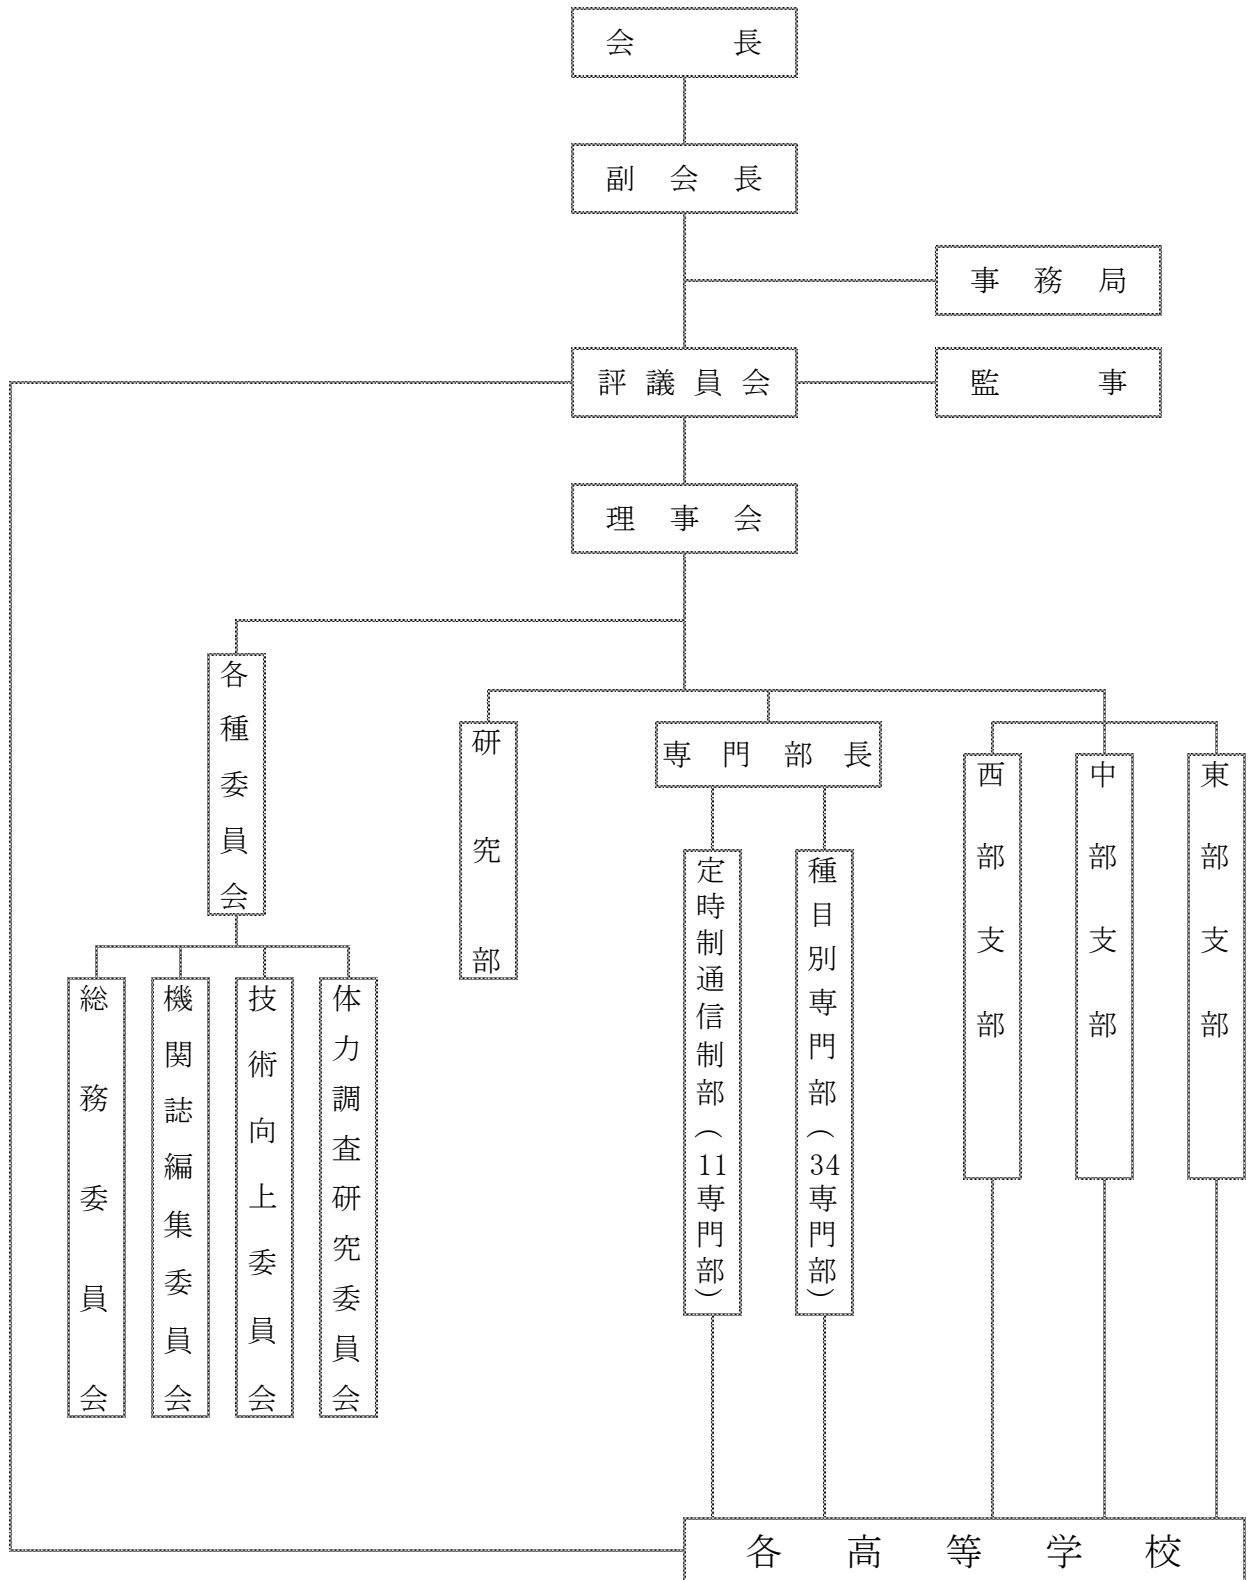 会長
副会長
事務局
評議員会
監事
理事会
各種委員会
研究部
専門部長
西部支部
中部支部
東部支部
定時制通信制部(11専門部)
種目別専門部(34専門部)
総務委員会
機関誌編集委員会
技術向上委員会
体力調査研究委員会
各高等学校